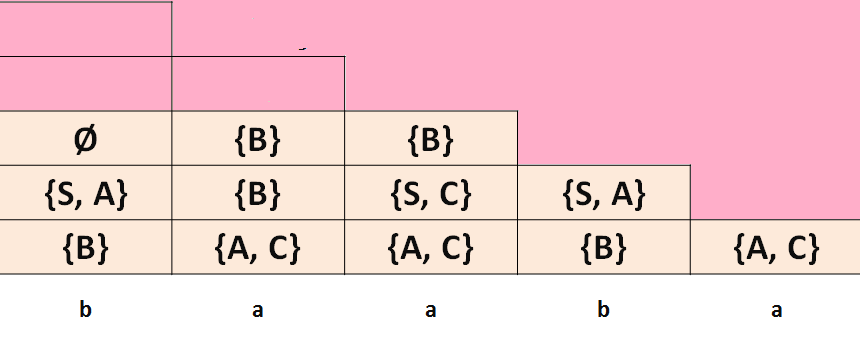 Ø {B} {B}
{S, A} {B} {S, C} {S, A}
{B} {A, C} {A, C} {B} {A, C}
b a a b a